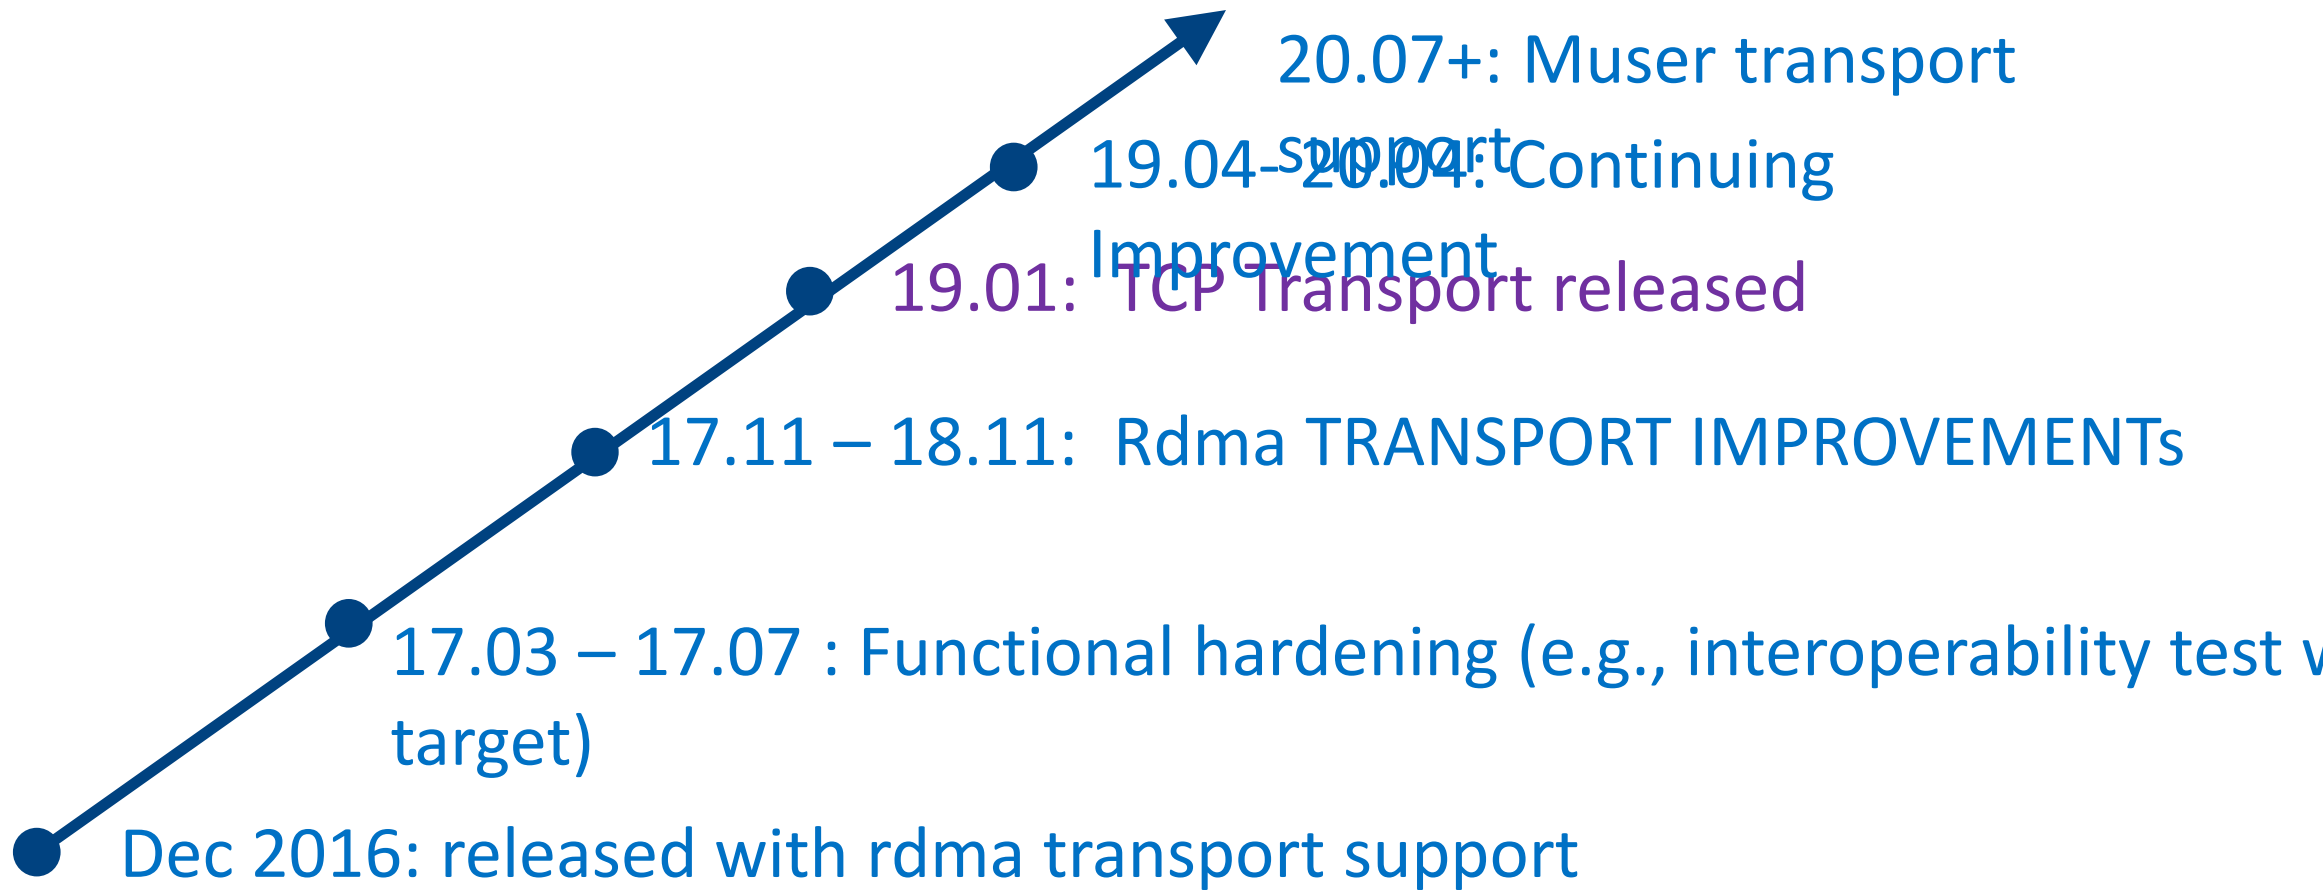 20.07+: Muser transport
support
19.04- 20.04: Continuing
Improvement
19.01:  TCP Transport released
17.11 – 18.11:  Rdma TRANSPORT IMPROVEMENTs
17.03 – 17.07 : Functional hardening (e.g., interoperability test
target)
Dec 2016: released with rdma transport support